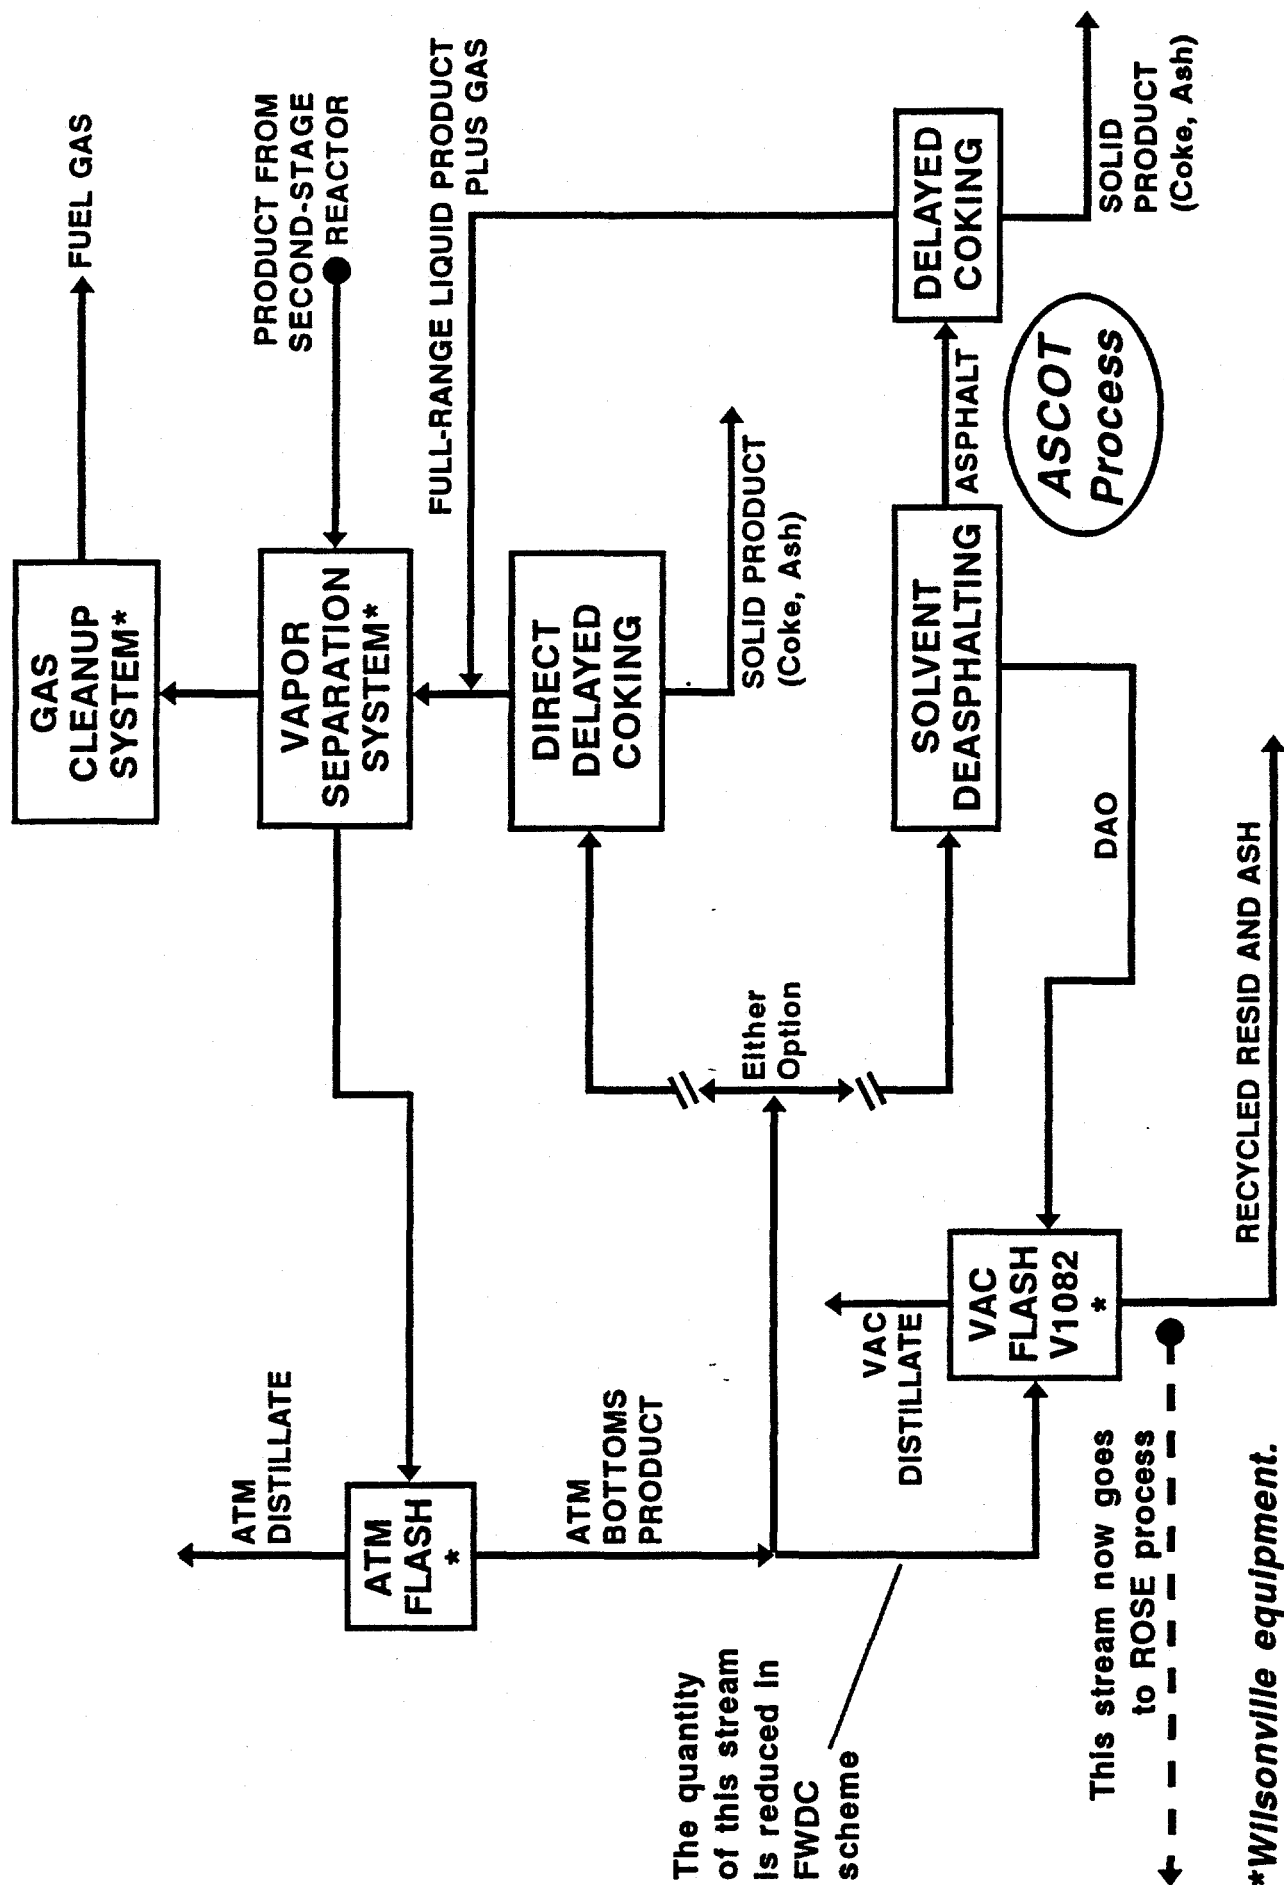 GAS
CLEANUP
SYSTEM*
FUEL GAS
VAPOR
SEPARATION
SYSTEM*
PRODUCT FROM
SECOND-STAGE
REACTOR
FULL-RANGE LIQUID PRODUCT
PLUS GAS
ATM
DISTILLATE
ATM
FLASH
*
ATM
BOTTOMS
PRODUCT
DIRECT
DELAYED
COKING
SOLID PRODUCT
(Coke, Ash)
Either
Option
SOLVENT
DEASPHALTING
ASPHALT
DELAYED
COKING
SOLID
PRODUCT
(Coke, Ash)
ASCOT
Process
DAO
VAC
DISTILLATE
VAC
FLASH
V1082
*
RECYCLED RESID AND ASH
The quantity
of this stream
is reduced in
FWDC
scheme
This stream now goes
to ROSE process
*Wilsonville equipment.